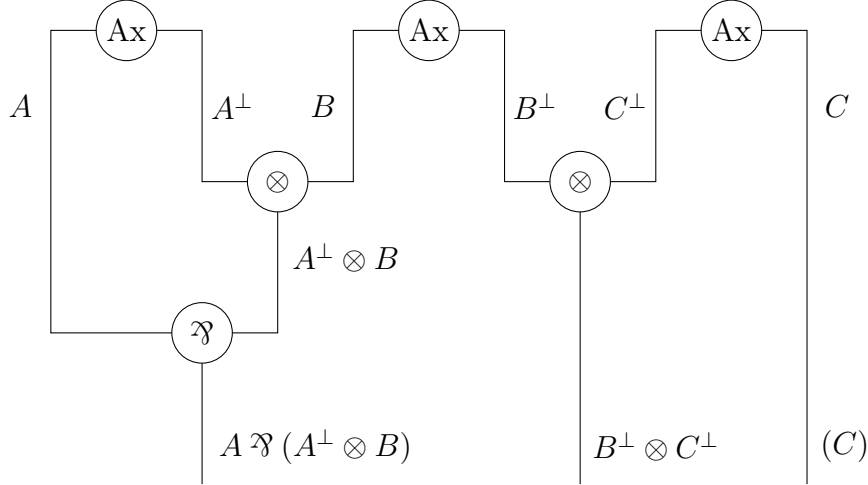 Ax Ax Ax
A A⊥ B B⊥ C⊥ C
⊗ ⊗
A⊥ ⊗ B
⅋
A ⅋ (A⊥ ⊗ B) B⊥ ⊗ C⊥ (C)